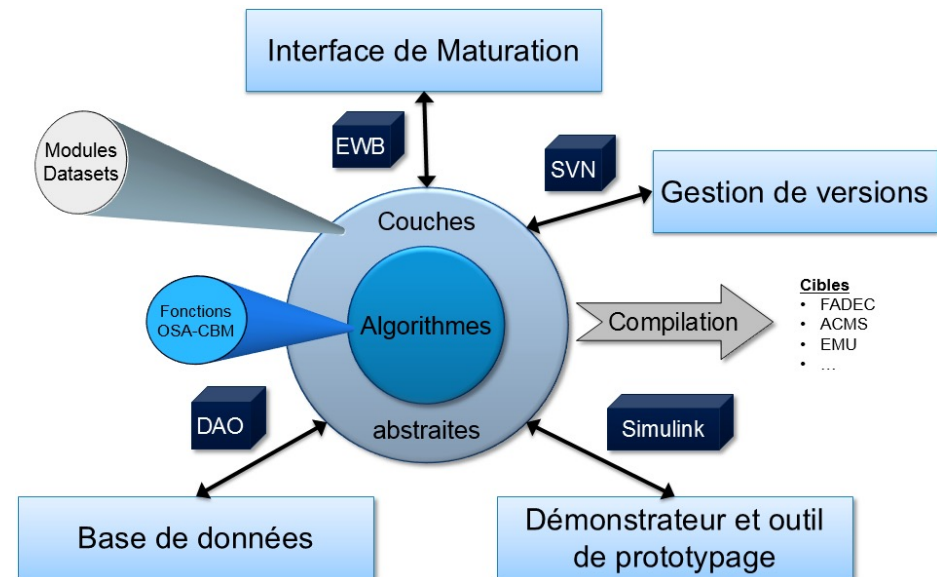 Interface de Maturation
EWB
SVN
Modules
Datasets
Gestion de versions
Couches
Fonctions
OSA-CBM
Algorithmes
Compilation
Cibles
• FADEC
• ACMS
• EMU
• ...
DAO
abstraites
Simulink
Base de données
Démonstrateur et outil
de prototypage